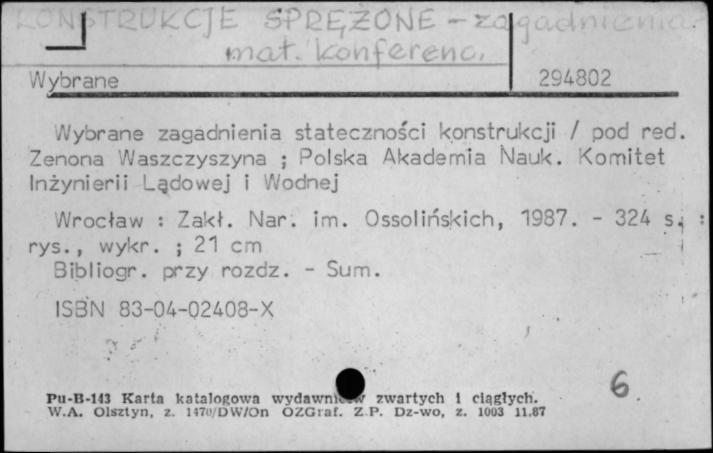 KONSTRUKCJE SPRĘŻONE - zagadnienia
mat. konferenc.
Wybrane 294802
Wybrane zagadnienia stateczności konstrukcji / pod red.
Zenona Waszczyszyna ; Polska Akademia Nauk. Komitet
Inżynierii Lądowej i Wodnej
Wrocław : Zakł. Nar. im. Ossolińskich, 1987. - 324 s. :
rys., wykr. ; 21 cm
Bibliogr. przy rozdz. - Sum.
ISBN 83-04-02408-X
6
Pu-B-143 Karta katalogowa wydawnictw zwartych i ciągłych.
W.A. Olsztyn, z. 1470/DW/On OZGraf. Z.P. Dz-wo, z. 1003 11.87